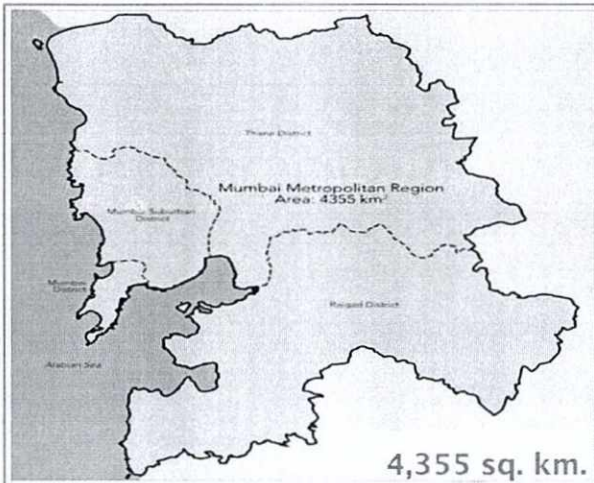 Thane District
Mumbai Metropolitan Region
Area: 4355 km²
Mumbai Suburban
District
Mumbai
District
Raigad District
Arabian Sea
4,355 sq. km.